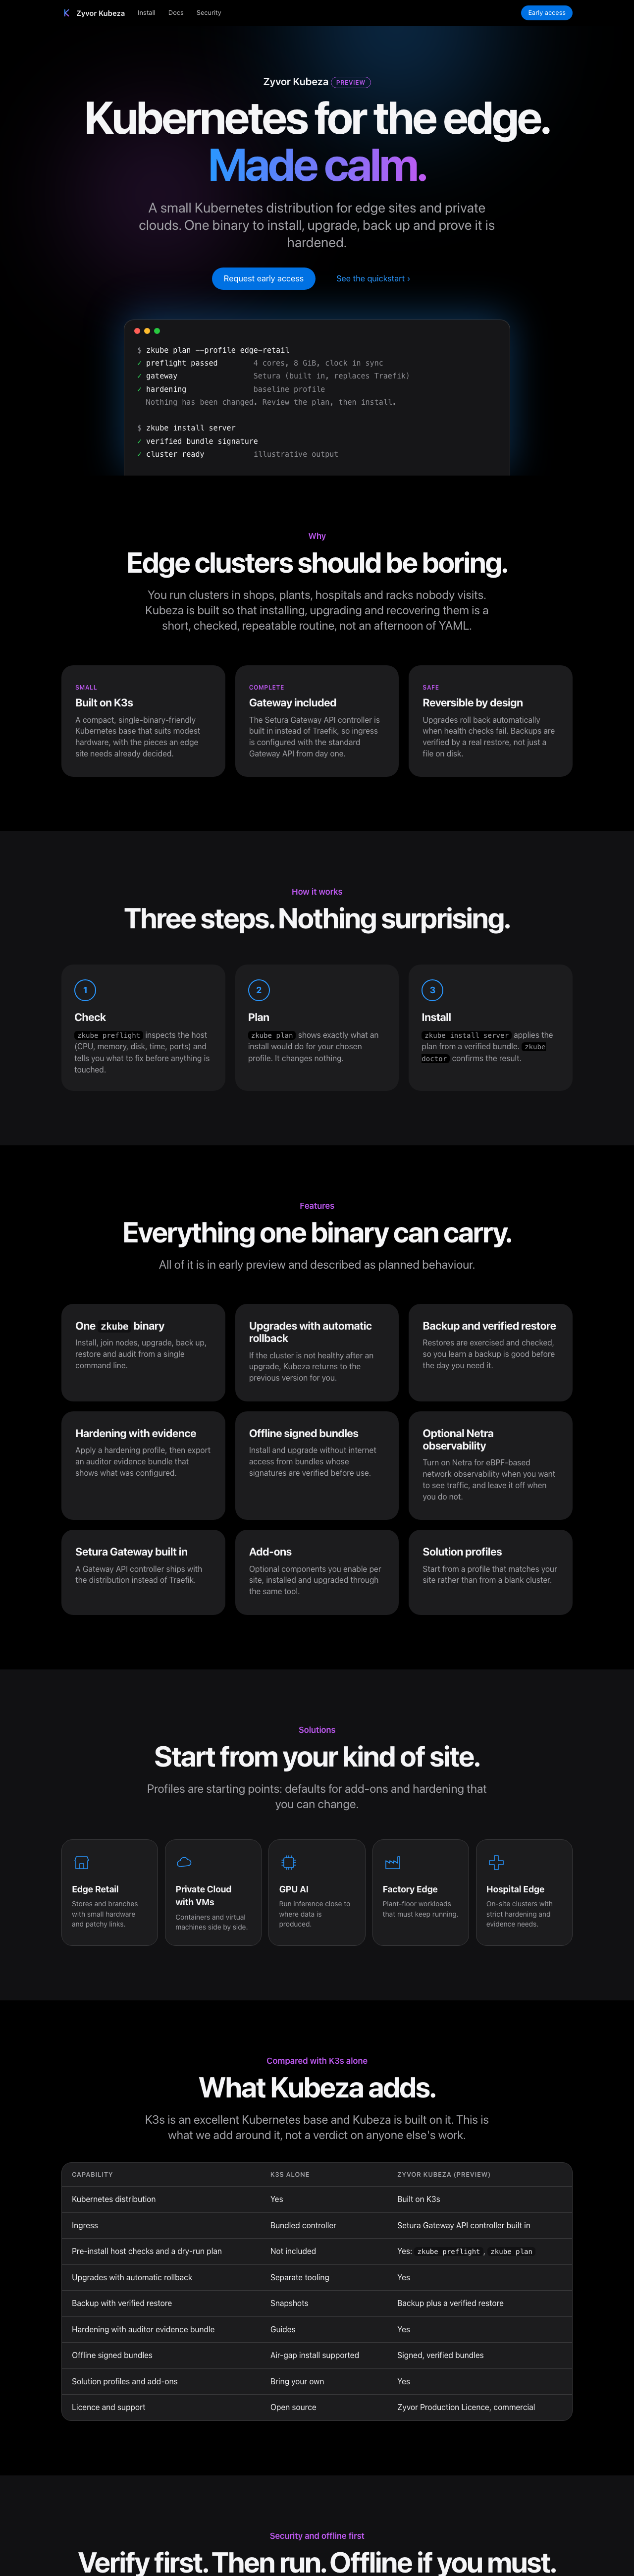 Zyvor Kubeza Install Docs Security Early access
Zyvor Kubeza PREVIEW
Kubernetes for the edge.
Made calm.
A small Kubernetes distribution for edge sites and private
clouds. One binary to install, upgrade, back up and prove it is
hardened.
Request early access See the quickstart ›
$ zkube plan --profile edge-retail
✓ preflight passed 4 cores, 8 GiB, clock in sync
✓ gateway Setura (built in, replaces Traefik)
✓ hardening baseline profile
Nothing has been changed. Review the plan, then install.
$ zkube install server
✓ verified bundle signature
✓ cluster ready illustrative output
Why
Edge clusters should be boring.
You run clusters in shops, plants, hospitals and racks nobody visits.
Kubeza is built so that installing, upgrading and recovering them is a
short, checked, repeatable routine, not an afternoon of YAML.
SMALL
Built on K3s
A compact, single-binary-friendly
Kubernetes base that suits modest
hardware, with the pieces an edge
site needs already decided.
COMPLETE
Gateway included
The Setura Gateway API controller is
built in instead of Traefik, so ingress
is configured with the standard
Gateway API from day one.
SAFE
Reversible by design
Upgrades roll back automatically
when health checks fail. Backups are
verified by a real restore, not just a
file on disk.
How it works
Three steps. Nothing surprising.
1
Check
zkube preflight inspects the host
(CPU, memory, disk, time, ports) and
tells you what to fix before anything is
touched.
2
Plan
zkube plan shows exactly what an
install would do for your chosen
profile. It changes nothing.
3
Install
zkube install server applies the
plan from a verified bundle. zkube
doctor confirms the result.
Features
Everything one binary can carry.
All of it is in early preview and described as planned behaviour.
One zkube binary
Install, join nodes, upgrade, back up,
restore and audit from a single
command line.
Upgrades with automatic
rollback
If the cluster is not healthy after an
upgrade, Kubeza returns to the
previous version for you.
Backup and verified restore
Restores are exercised and checked,
so you learn a backup is good before
the day you need it.
Hardening with evidence
Apply a hardening profile, then export
an auditor evidence bundle that
shows what was configured.
Offline signed bundles
Install and upgrade without internet
access from bundles whose
signatures are verified before use.
Optional Netra
observability
Turn on Netra for eBPF-based
network observability when you want
to see traffic, and leave it off when
you do not.
Setura Gateway built in
A Gateway API controller ships with
the distribution instead of Traefik.
Add-ons
Optional components you enable per
site, installed and upgraded through
the same tool.
Solution profiles
Start from a profile that matches your
site rather than from a blank cluster.
Solutions
Start from your kind of site.
Profiles are starting points: defaults for add-ons and hardening that
you can change.
Edge Retail
Stores and branches
with small hardware
and patchy links.
Private Cloud
with VMs
Containers and virtual
machines side by side.
GPU AI
Run inference close to
where data is
produced.
Factory Edge
Plant-floor workloads
that must keep running.
Hospital Edge
On-site clusters with
strict hardening and
evidence needs.
Compared with K3s alone
What Kubeza adds.
K3s is an excellent Kubernetes base and Kubeza is built on it. This is
what we add around it, not a verdict on anyone else's work.
CAPABILITY K3S ALONE ZYVOR KUBEZA (PREVIEW)
Kubernetes distribution Yes Built on K3s
Ingress Bundled controller Setura Gateway API controller built in
Pre-install host checks and a dry-run plan Not included Yes: zkube preflight, zkube plan
Upgrades with automatic rollback Separate tooling Yes
Backup with verified restore Snapshots Backup plus a verified restore
Hardening with auditor evidence bundle Guides Yes
Offline signed bundles Air-gap install supported Signed, verified bundles
Solution profiles and add-ons Bring your own Yes
Licence and support Open source Zyvor Production Licence, commercial
Security and offline first
Verify first. Then run. Offline if you must.